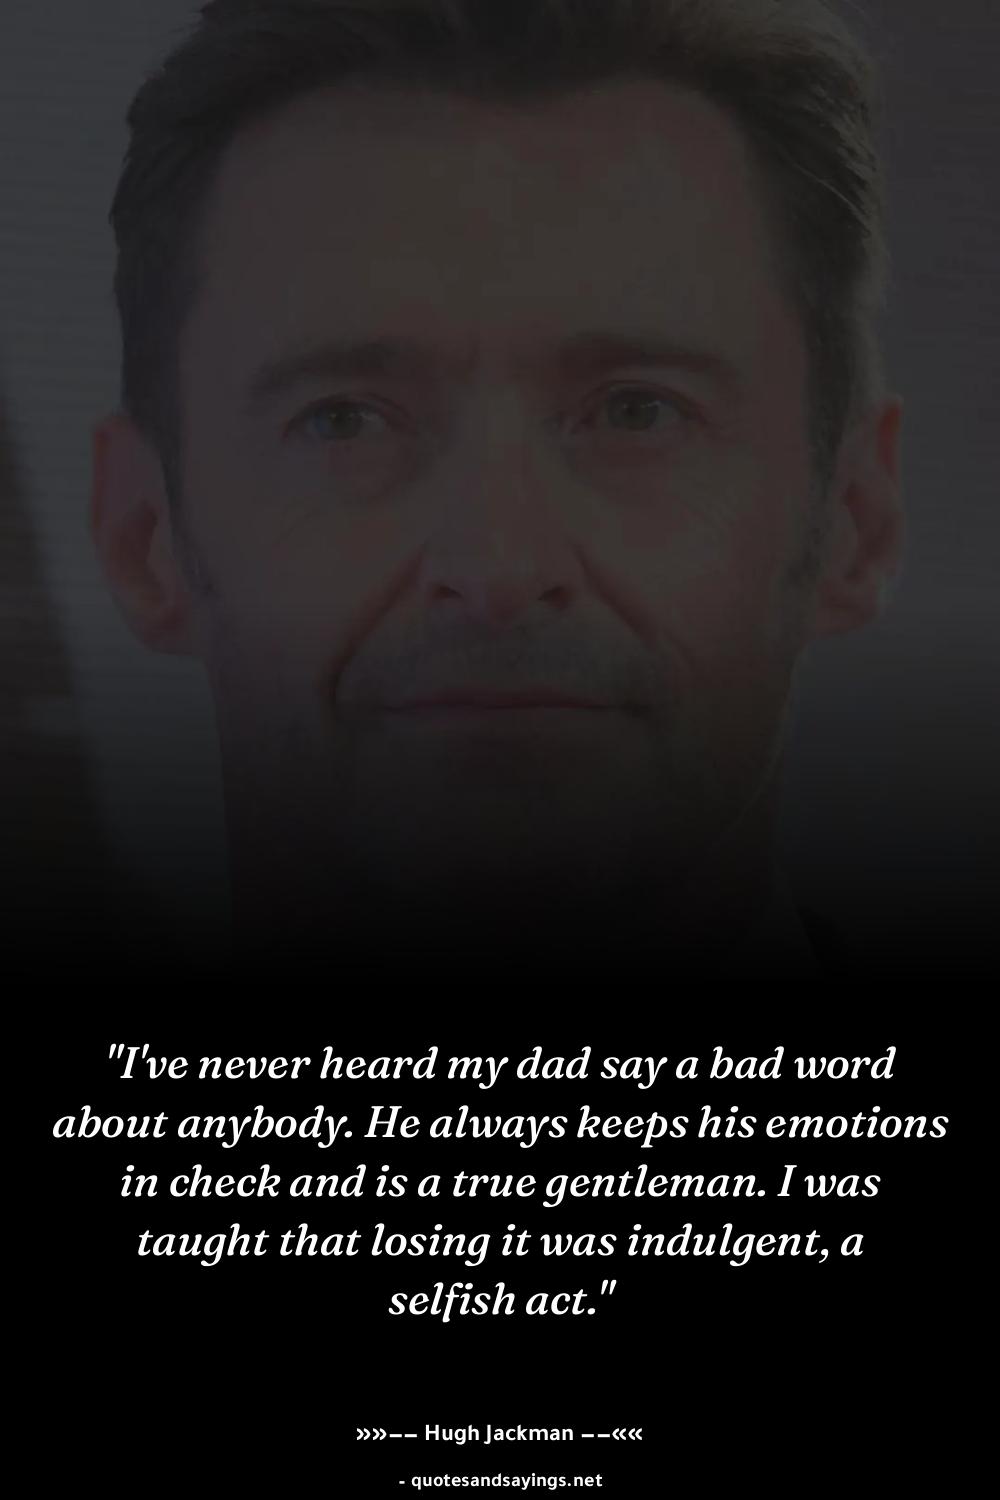 "I've never heard my dad say a bad word
about anybody. He always keeps his emotions
in check and is a true gentleman. I was
taught that losing it was indulgent, a
selfish act."
»»−− Hugh Jackman −−««
- quotesandsayings.net